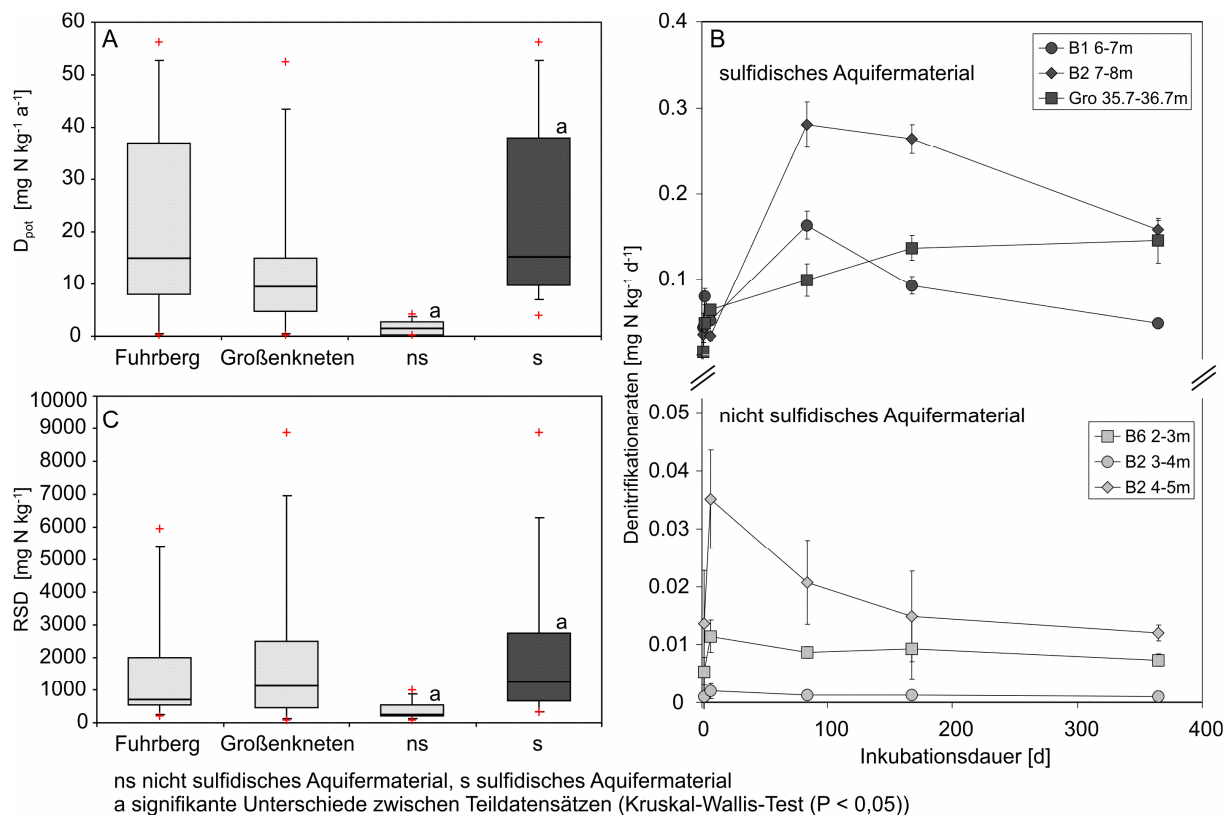 A
D_pot [mg N kg⁻¹ a⁻¹]
60
50
40
30
20
10
0
a
a
Fuhrberg Großenkneten ns s
C
RSD [mg N kg⁻¹]
10000
9000
8000
7000
6000
5000
4000
3000
2000
1000
0
a
a
Fuhrberg Großenkneten ns s
B
sulfidisches Aquifermaterial
B1 6-7m
B2 7-8m
Gro 35.7-36.7m
0.4
0.3
0.2
0.1
Denitrifikationaraten [mg N kg⁻¹ d⁻¹]
nicht sulfidisches Aquifermaterial
B6 2-3m
B2 3-4m
B2 4-5m
0.05
0.04
0.03
0.02
0.01
0
0 100 200 300 400
Inkubationsdauer [d]
ns nicht sulfidisches Aquifermaterial, s sulfidisches Aquifermaterial
a signifikante Unterschiede zwischen Teildatensätzen (Kruskal-Wallis-Test (P < 0,05))